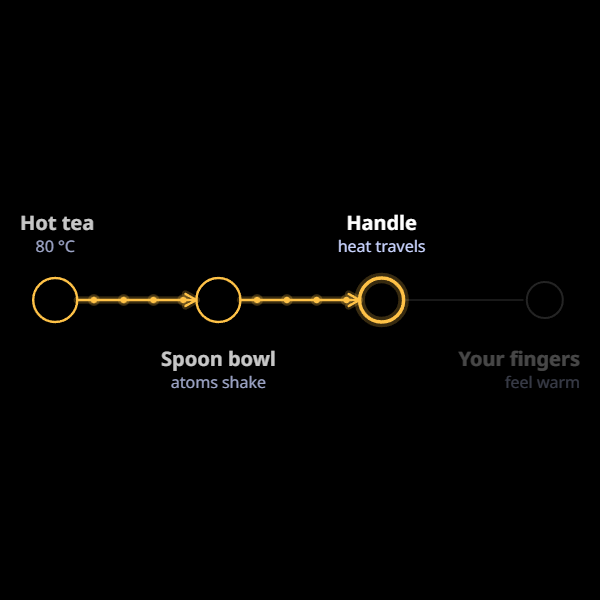 Hot tea
80 °C
Spoon bowl
atoms shake
Handle
heat travels
Your fingers
feel warm